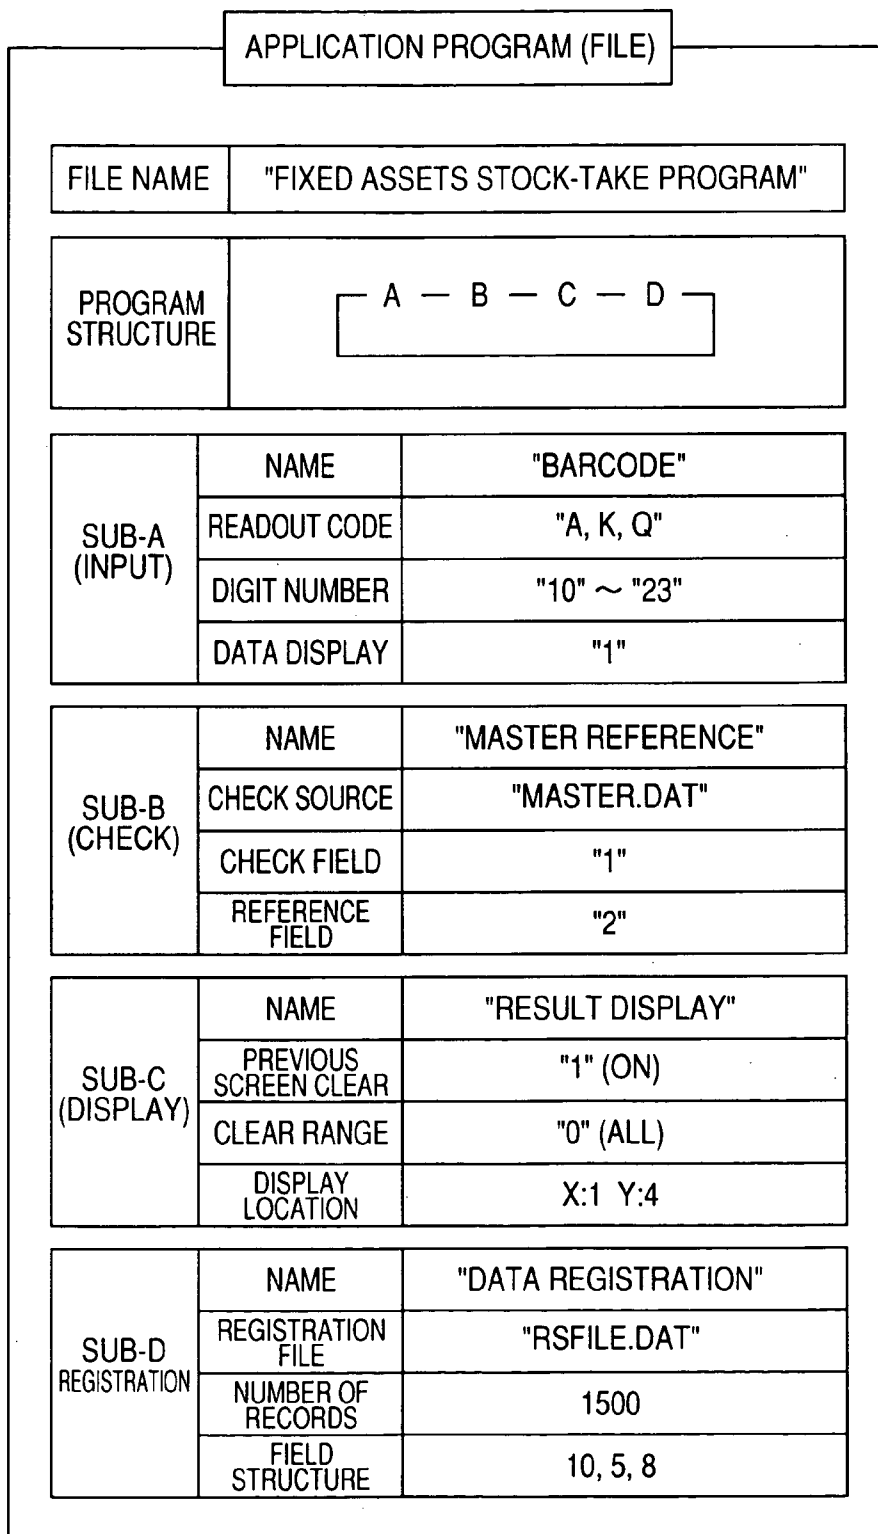 APPLICATION PROGRAM (FILE)
FILE NAME "FIXED ASSETS STOCK-TAKE PROGRAM"
PROGRAM
STRUCTURE
A — B — C — D
SUB-A
(INPUT)
NAME "BARCODE"
READOUT CODE "A, K, Q"
DIGIT NUMBER "10" ~ "23"
DATA DISPLAY "1"
SUB-B
(CHECK)
NAME "MASTER REFERENCE"
CHECK SOURCE "MASTER.DAT"
CHECK FIELD "1"
REFERENCE
FIELD
"2"
SUB-C
(DISPLAY)
NAME "RESULT DISPLAY"
PREVIOUS
SCREEN CLEAR
"1" (ON)
CLEAR RANGE "0" (ALL)
DISPLAY
LOCATION
X:1 Y:4
SUB-D
REGISTRATION
NAME "DATA REGISTRATION"
REGISTRATION
FILE
"RSFILE.DAT"
NUMBER OF
RECORDS
1500
FIELD
STRUCTURE
10, 5, 8